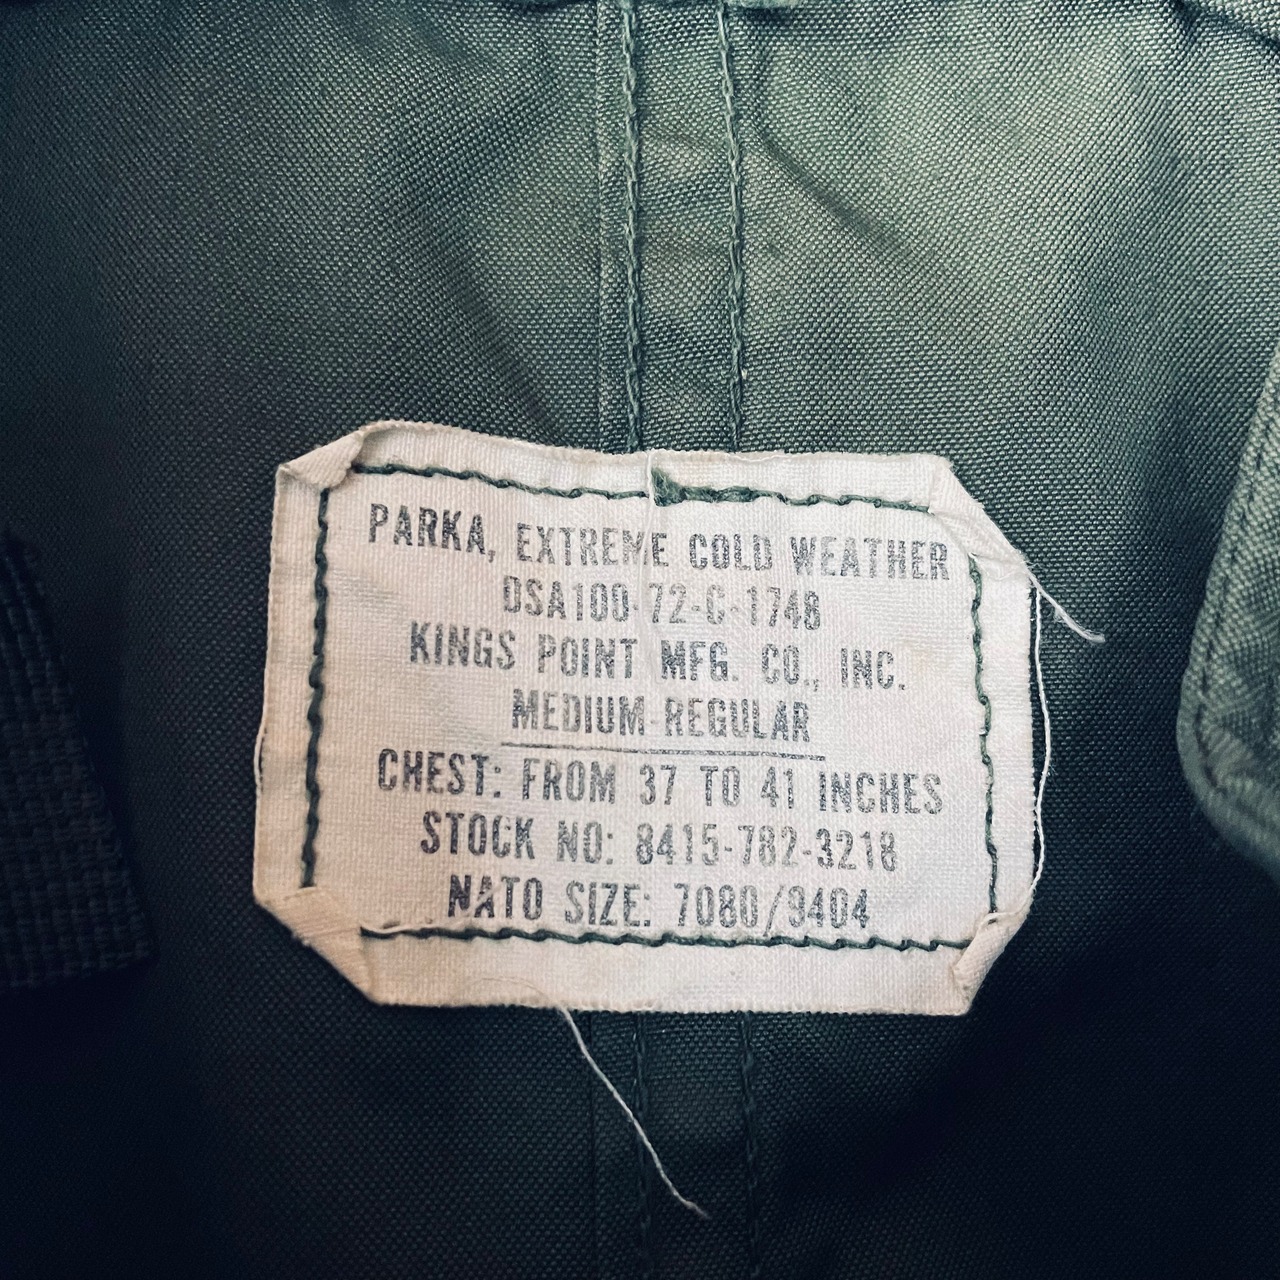 PARKA, EXTREME COLD WEATHER
DSA100-72-C-1748
KINGS POINT MFG. CO., INC.
MEDIUM-REGULAR
CHEST: FROM 37 TO 41 INCHES
STOCK NO: 8415-782-3218
NATO SIZE: 7080/9404